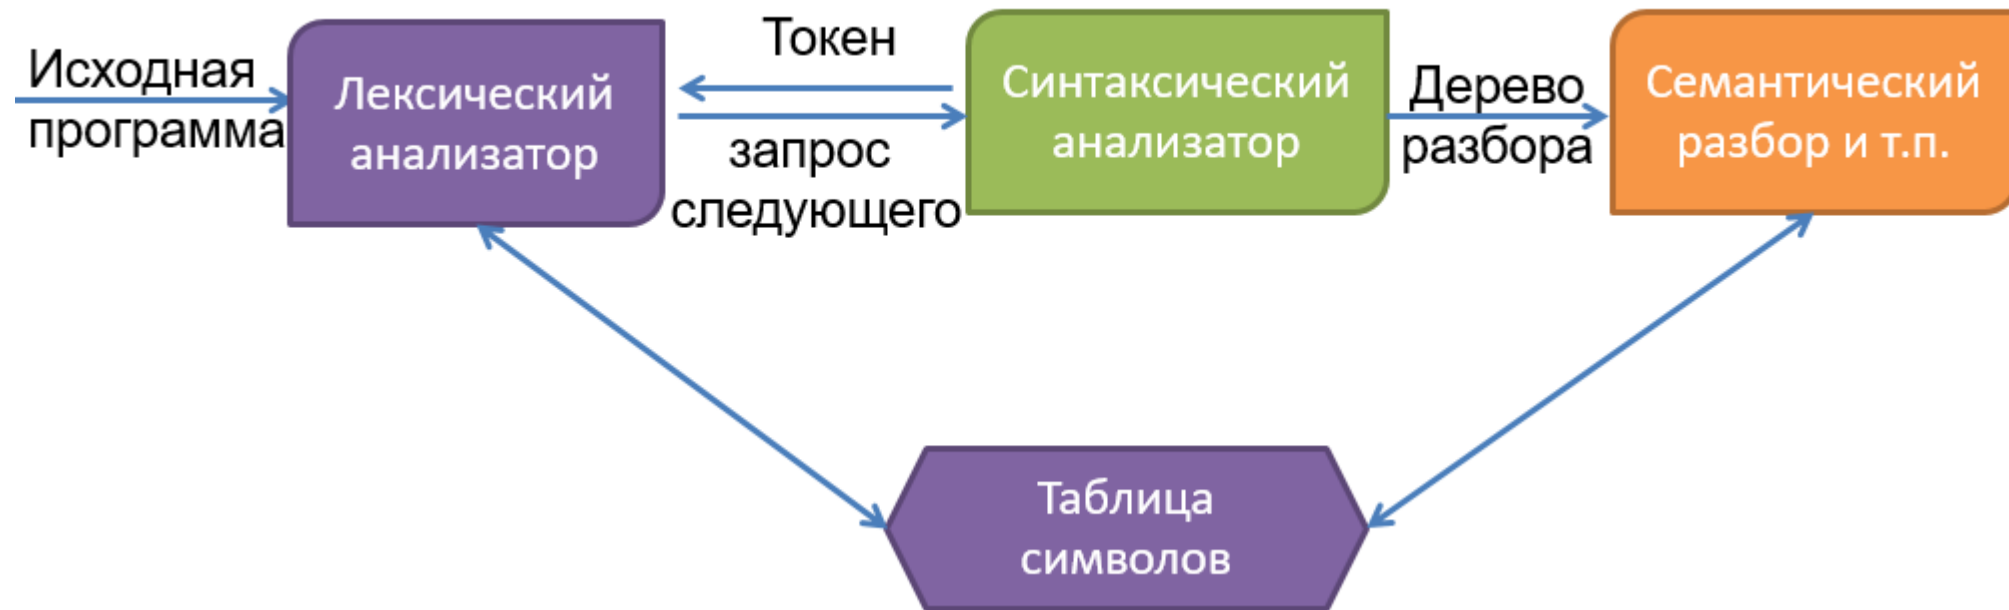 Исходная
программа
Лексический
анализатор
Токен
запрос
следующего
Синтаксический
анализатор
Дерево
разбора
Семантический
разбор и т.п.
Таблица
символов